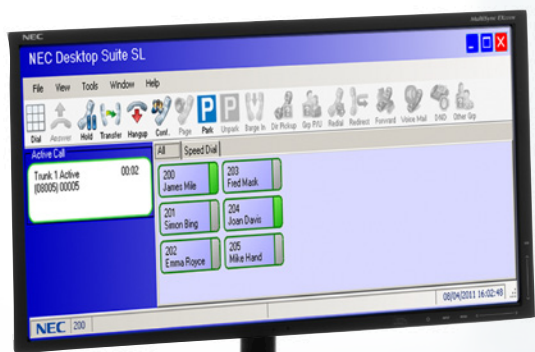 NEC
MultiSync EX201W
NEC Desktop Suite SL
File View Tools Window Help
Dial Answer Hold Transfer Hangup Conf. Page Park Unpark Barge In Dir Pickup Grp P/U Redial Redirect Forward Voice Mail DND Other Grp
Active Call
Trunk 1 Active 00:02
(08005) 00005
All Speed Dial
200
James Mile
203
Fred Mack
201
Simon Bing
204
Joan Davis
202
Emma Royce
205
Mike Hand
NEC 200
08/04/2011 16:02:48